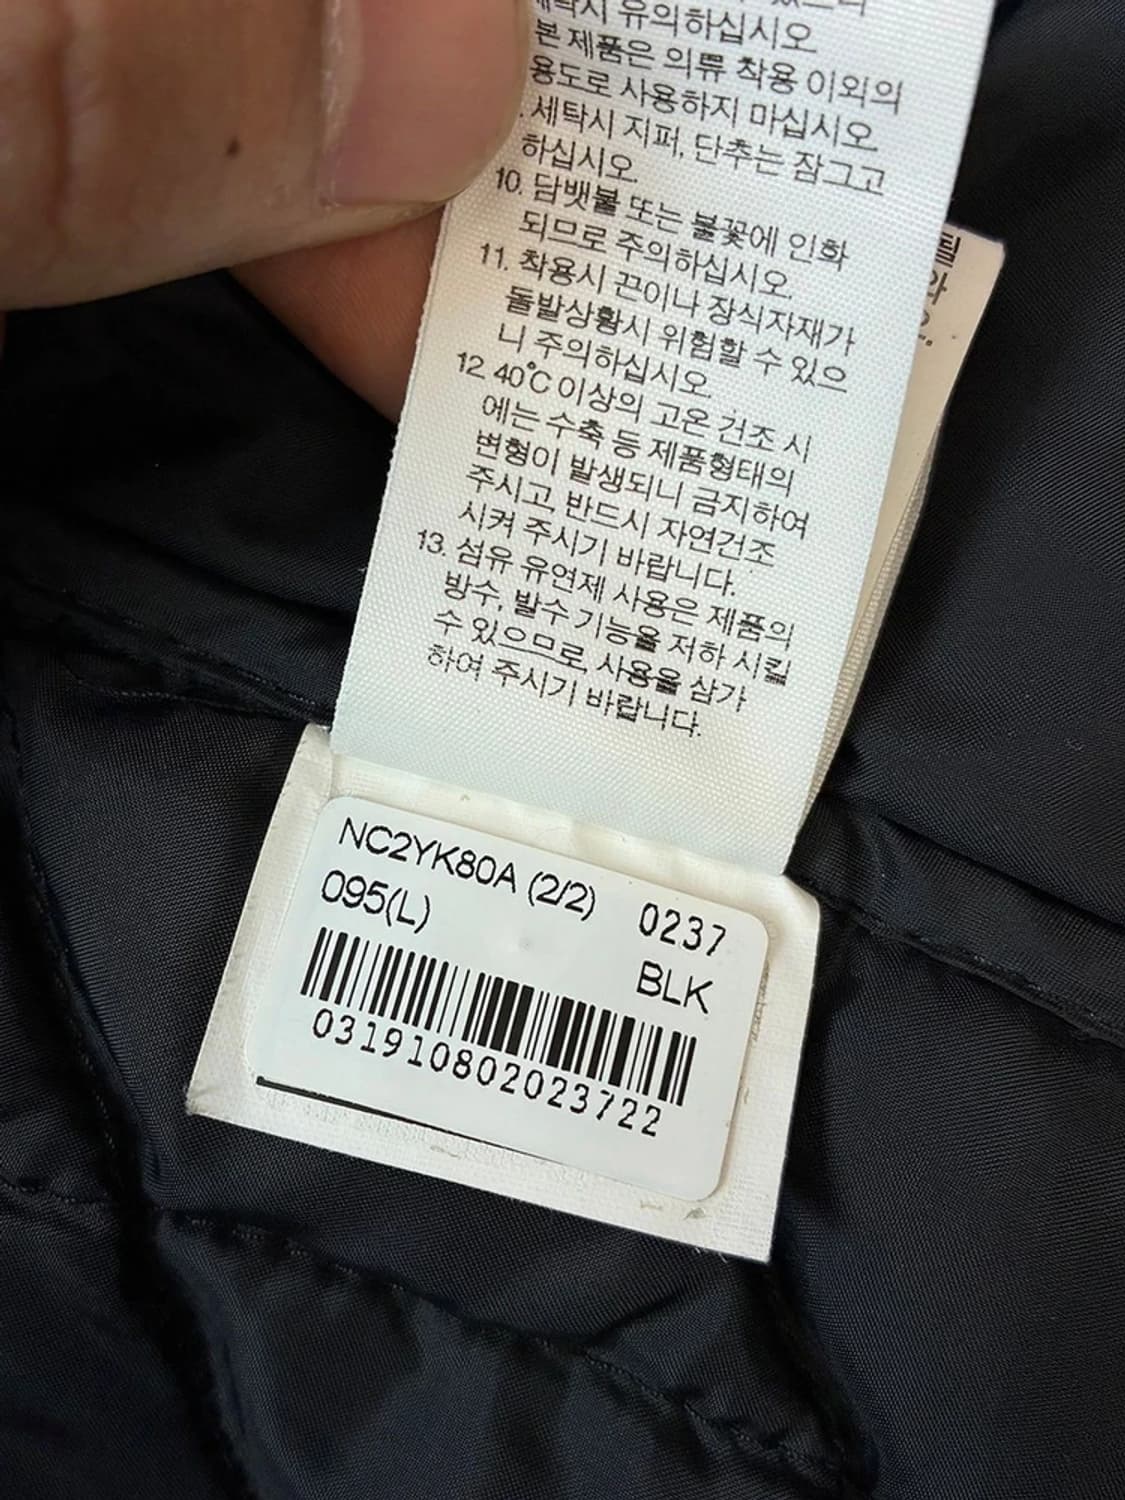 세탁시 유의하십시오
본 제품은 의류 착용 이외의
용도로 사용하지 마십시오.
세탁시 지퍼, 단추는 잠그고
하십시오.
10. 담뱃불 또는 불꽃에 인화
되므로 주의하십시오.
11. 착용시 끈이나 장식자재가
돌발상황시 위험할 수 있으
니 주의하십시오.
12. 40°C 이상의 고온 건조 시
에는 수축 등 제품형태의
변형이 발생되니 금지하여
주시고, 반드시 자연건조
시켜 주시기 바랍니다.
13. 섬유 유연제 사용은 제품의
방수, 발수 기능을 저하 시킬
수 있으므로, 사용을 삼가
하여 주시기 바랍니다.
NC2YK80A (2/2) 0237
095(L) BLK
031910802023722